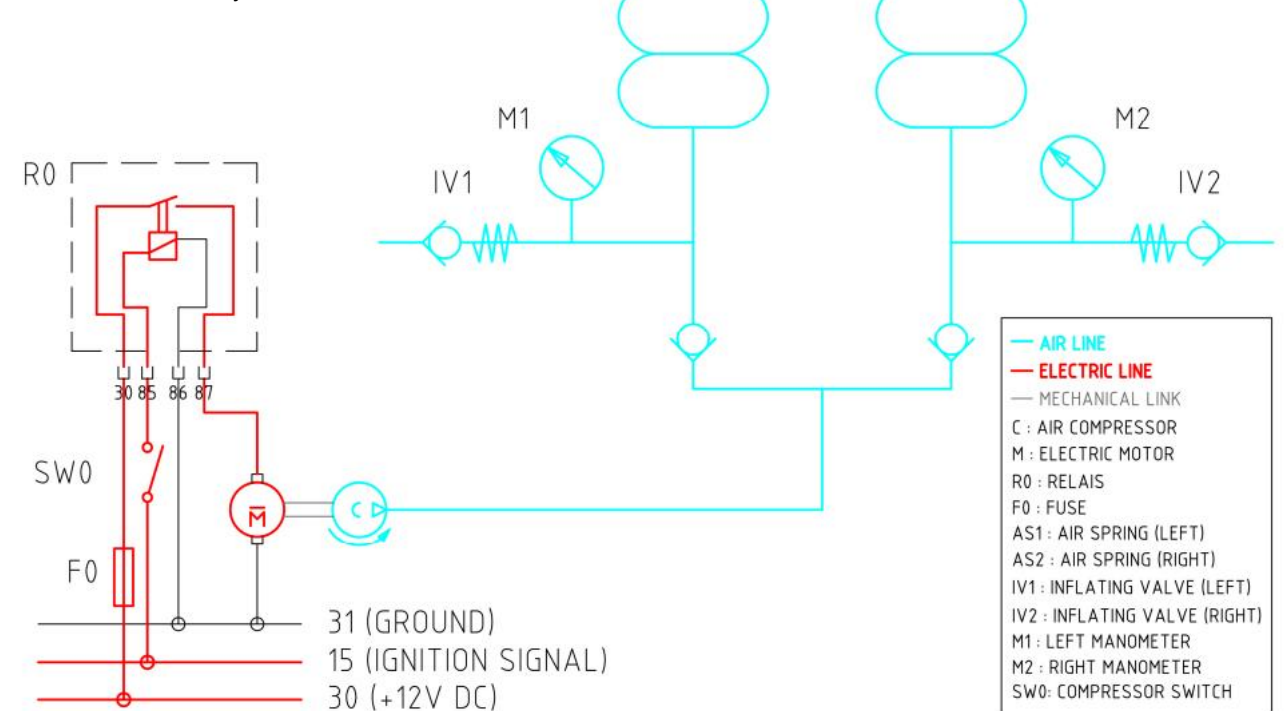 M1
M2
R0
IV1
IV2
30 85 86 87
SW0
M
C
F0
31 (GROUND)
15 (IGNITION SIGNAL)
30 (+12V DC)
AIR LINE
ELECTRIC LINE
MECHANICAL LINK
C : AIR COMPRESSOR
M : ELECTRIC MOTOR
R0 : RELAIS
F0 : FUSE
AS1 : AIR SPRING (LEFT)
AS2 : AIR SPRING (RIGHT)
IV1 : INFLATING VALVE (LEFT)
IV2 : INFLATING VALVE (RIGHT)
M1 : LEFT MANOMETER
M2 : RIGHT MANOMETER
SW0: COMPRESSOR SWITCH